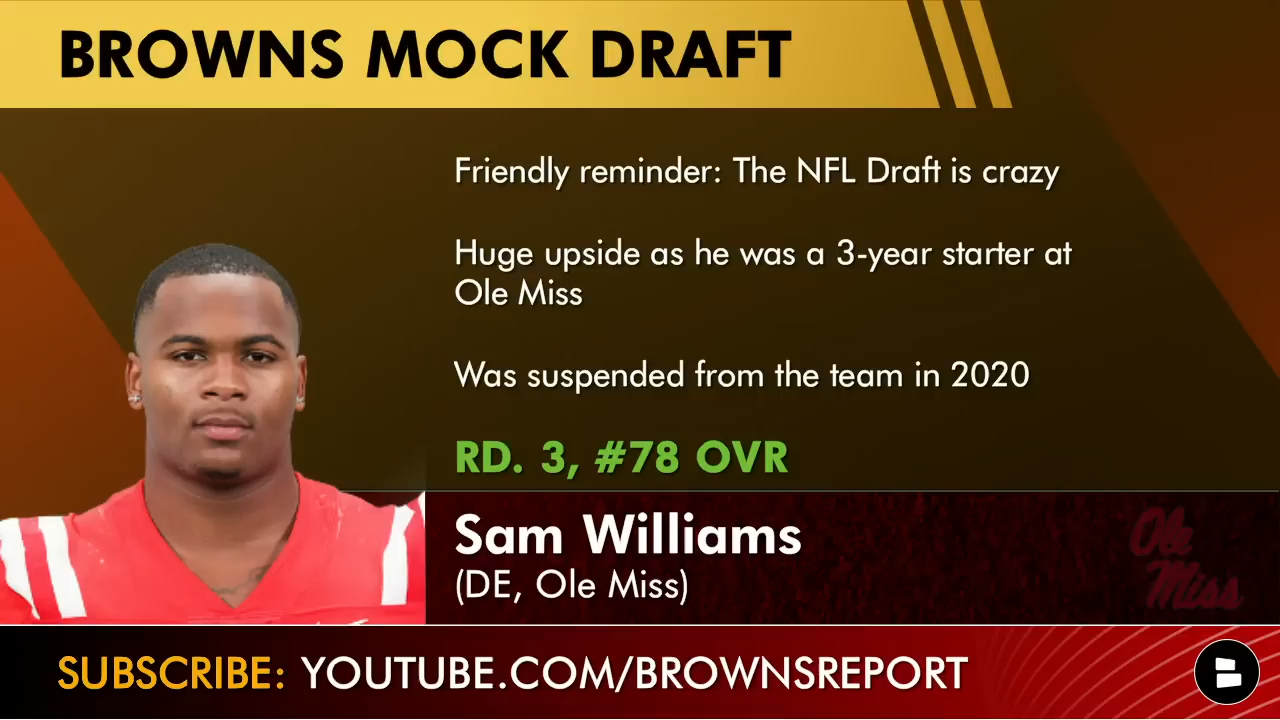 BROWNS MOCK DRAFT
Friendly reminder: The NFL Draft is crazy
Huge upside as he was a 3-year starter at
Ole Miss
Was suspended from the team in 2020
RD. 3, #78 OVR
Sam Williams
(DE, Ole Miss)
Ole
Miss
SUBSCRIBE: YOUTUBE.COM/BROWNSREPORT